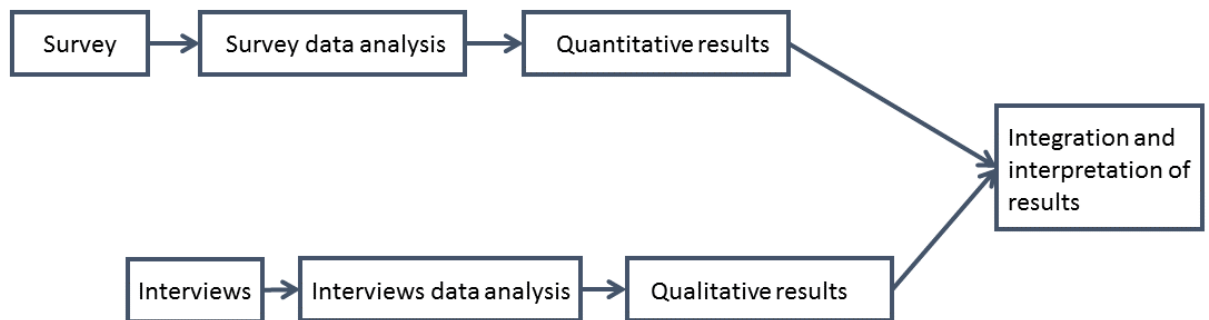 Survey
Survey data analysis
Quantitative results
Integration and
interpretation of
results
Interviews
Interviews data analysis
Qualitative results